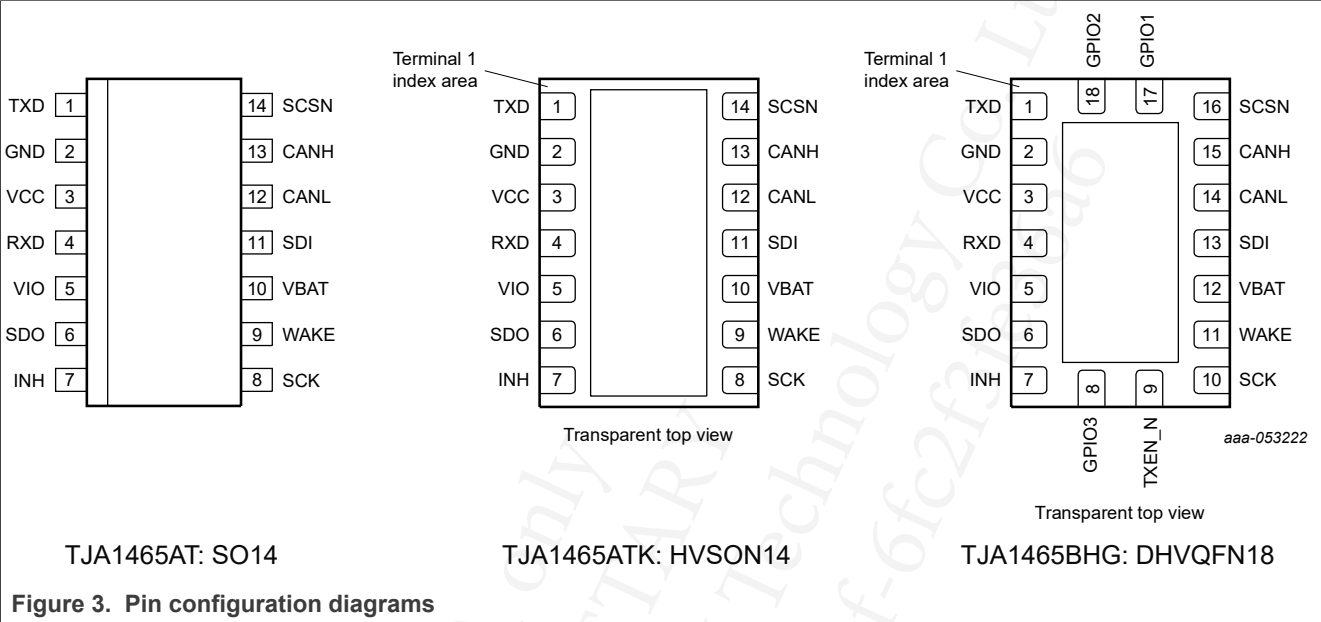 TXD 1 14 SCSN
GND 2 13 CANH
VCC 3 12 CANL
RXD 4 11 SDI
VIO 5 10 VBAT
SDO 6 9 WAKE
INH 7 8 SCK
TJA1465AT: SO14
Terminal 1
index area
TXD 1 14 SCSN
GND 2 13 CANH
VCC 3 12 CANL
RXD 4 11 SDI
VIO 5 10 VBAT
SDO 6 9 WAKE
INH 7 8 SCK
Transparent top view
TJA1465ATK: HVSON14
GPIO2 GPIO1
Terminal 1
index area
18 17
TXD 1 16 SCSN
GND 2 15 CANH
VCC 3 14 CANL
RXD 4 13 SDI
VIO 5 12 VBAT
SDO 6 11 WAKE
INH 7 10 SCK
8 9
GPIO3 TXEN_N
aaa-053222
Transparent top view
TJA1465BHG: DHVQFN18
Figure 3. Pin configuration diagrams
only
Technology Co.